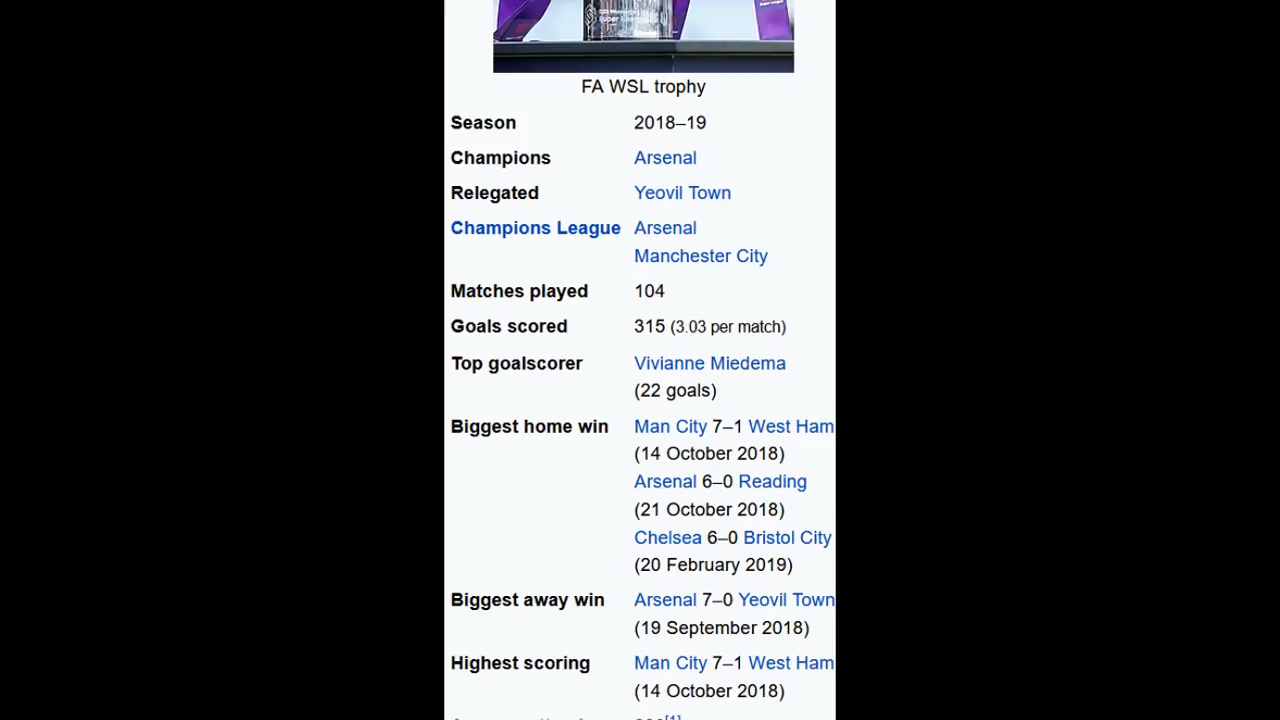 FA WSL trophy
Season 2018–19
Champions Arsenal
Relegated Yeovil Town
Champions League Arsenal
Manchester City
Matches played 104
Goals scored 315 (3.03 per match)
Top goalscorer Vivianne Miedema
(22 goals)
Biggest home win Man City 7–1 West Ham
(14 October 2018)
Arsenal 6–0 Reading
(21 October 2018)
Chelsea 6–0 Bristol City
(20 February 2019)
Biggest away win Arsenal 7–0 Yeovil Town
(19 September 2018)
Highest scoring Man City 7–1 West Ham
(14 October 2018)